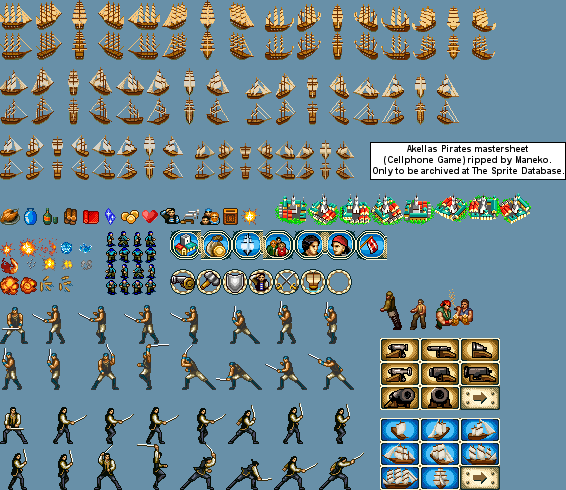 Akellas Pirates mastersheet
(Cellphone Game) ripped by Maneko.
Only to be archived at The Sprite Database.